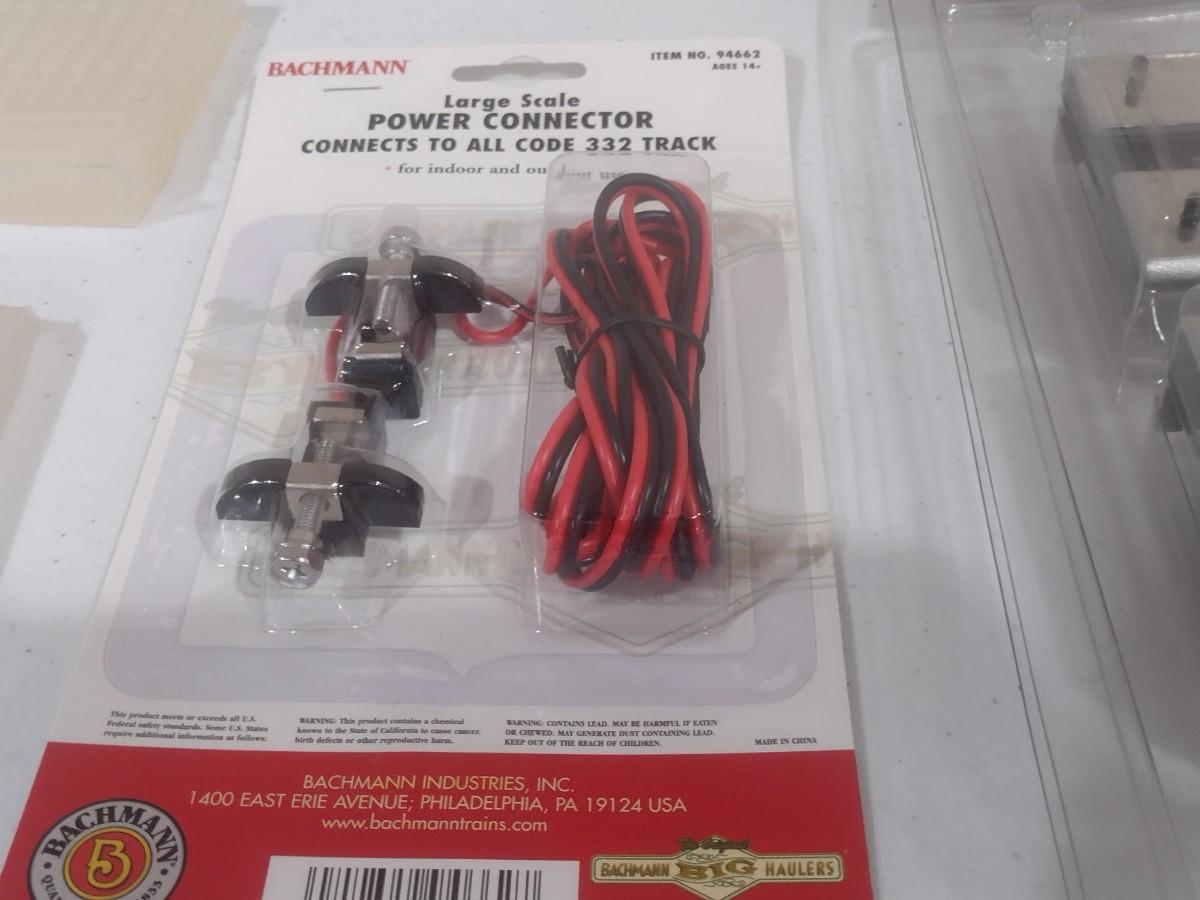 BACHMANN
ITEM NO. 94662
AGES 14+
Large Scale
POWER CONNECTOR
CONNECTS TO ALL CODE 332 TRACK
• for indoor and
This product meets or exceeds all U.S.
Federal safety standards. Some U.S. States
require additional information as follows:
WARNING: This product contains a chemical
known to the State of California to cause cancer,
birth defects or other reproductive harm.
WARNING: CONTAINS LEAD. MAY BE HARMFUL IF EATEN
OR CHEWED. MAY GENERATE DUST CONTAINING LEAD.
KEEP OUT OF THE REACH OF CHILDREN.
MADE IN CHINA
BACHMANN INDUSTRIES, INC.
1400 EAST ERIE AVENUE; PHILADELPHIA, PA 19124 USA
www.bachmanntrains.com
BACHMANN
B
The Original
BACHMANN BIG HAULERS